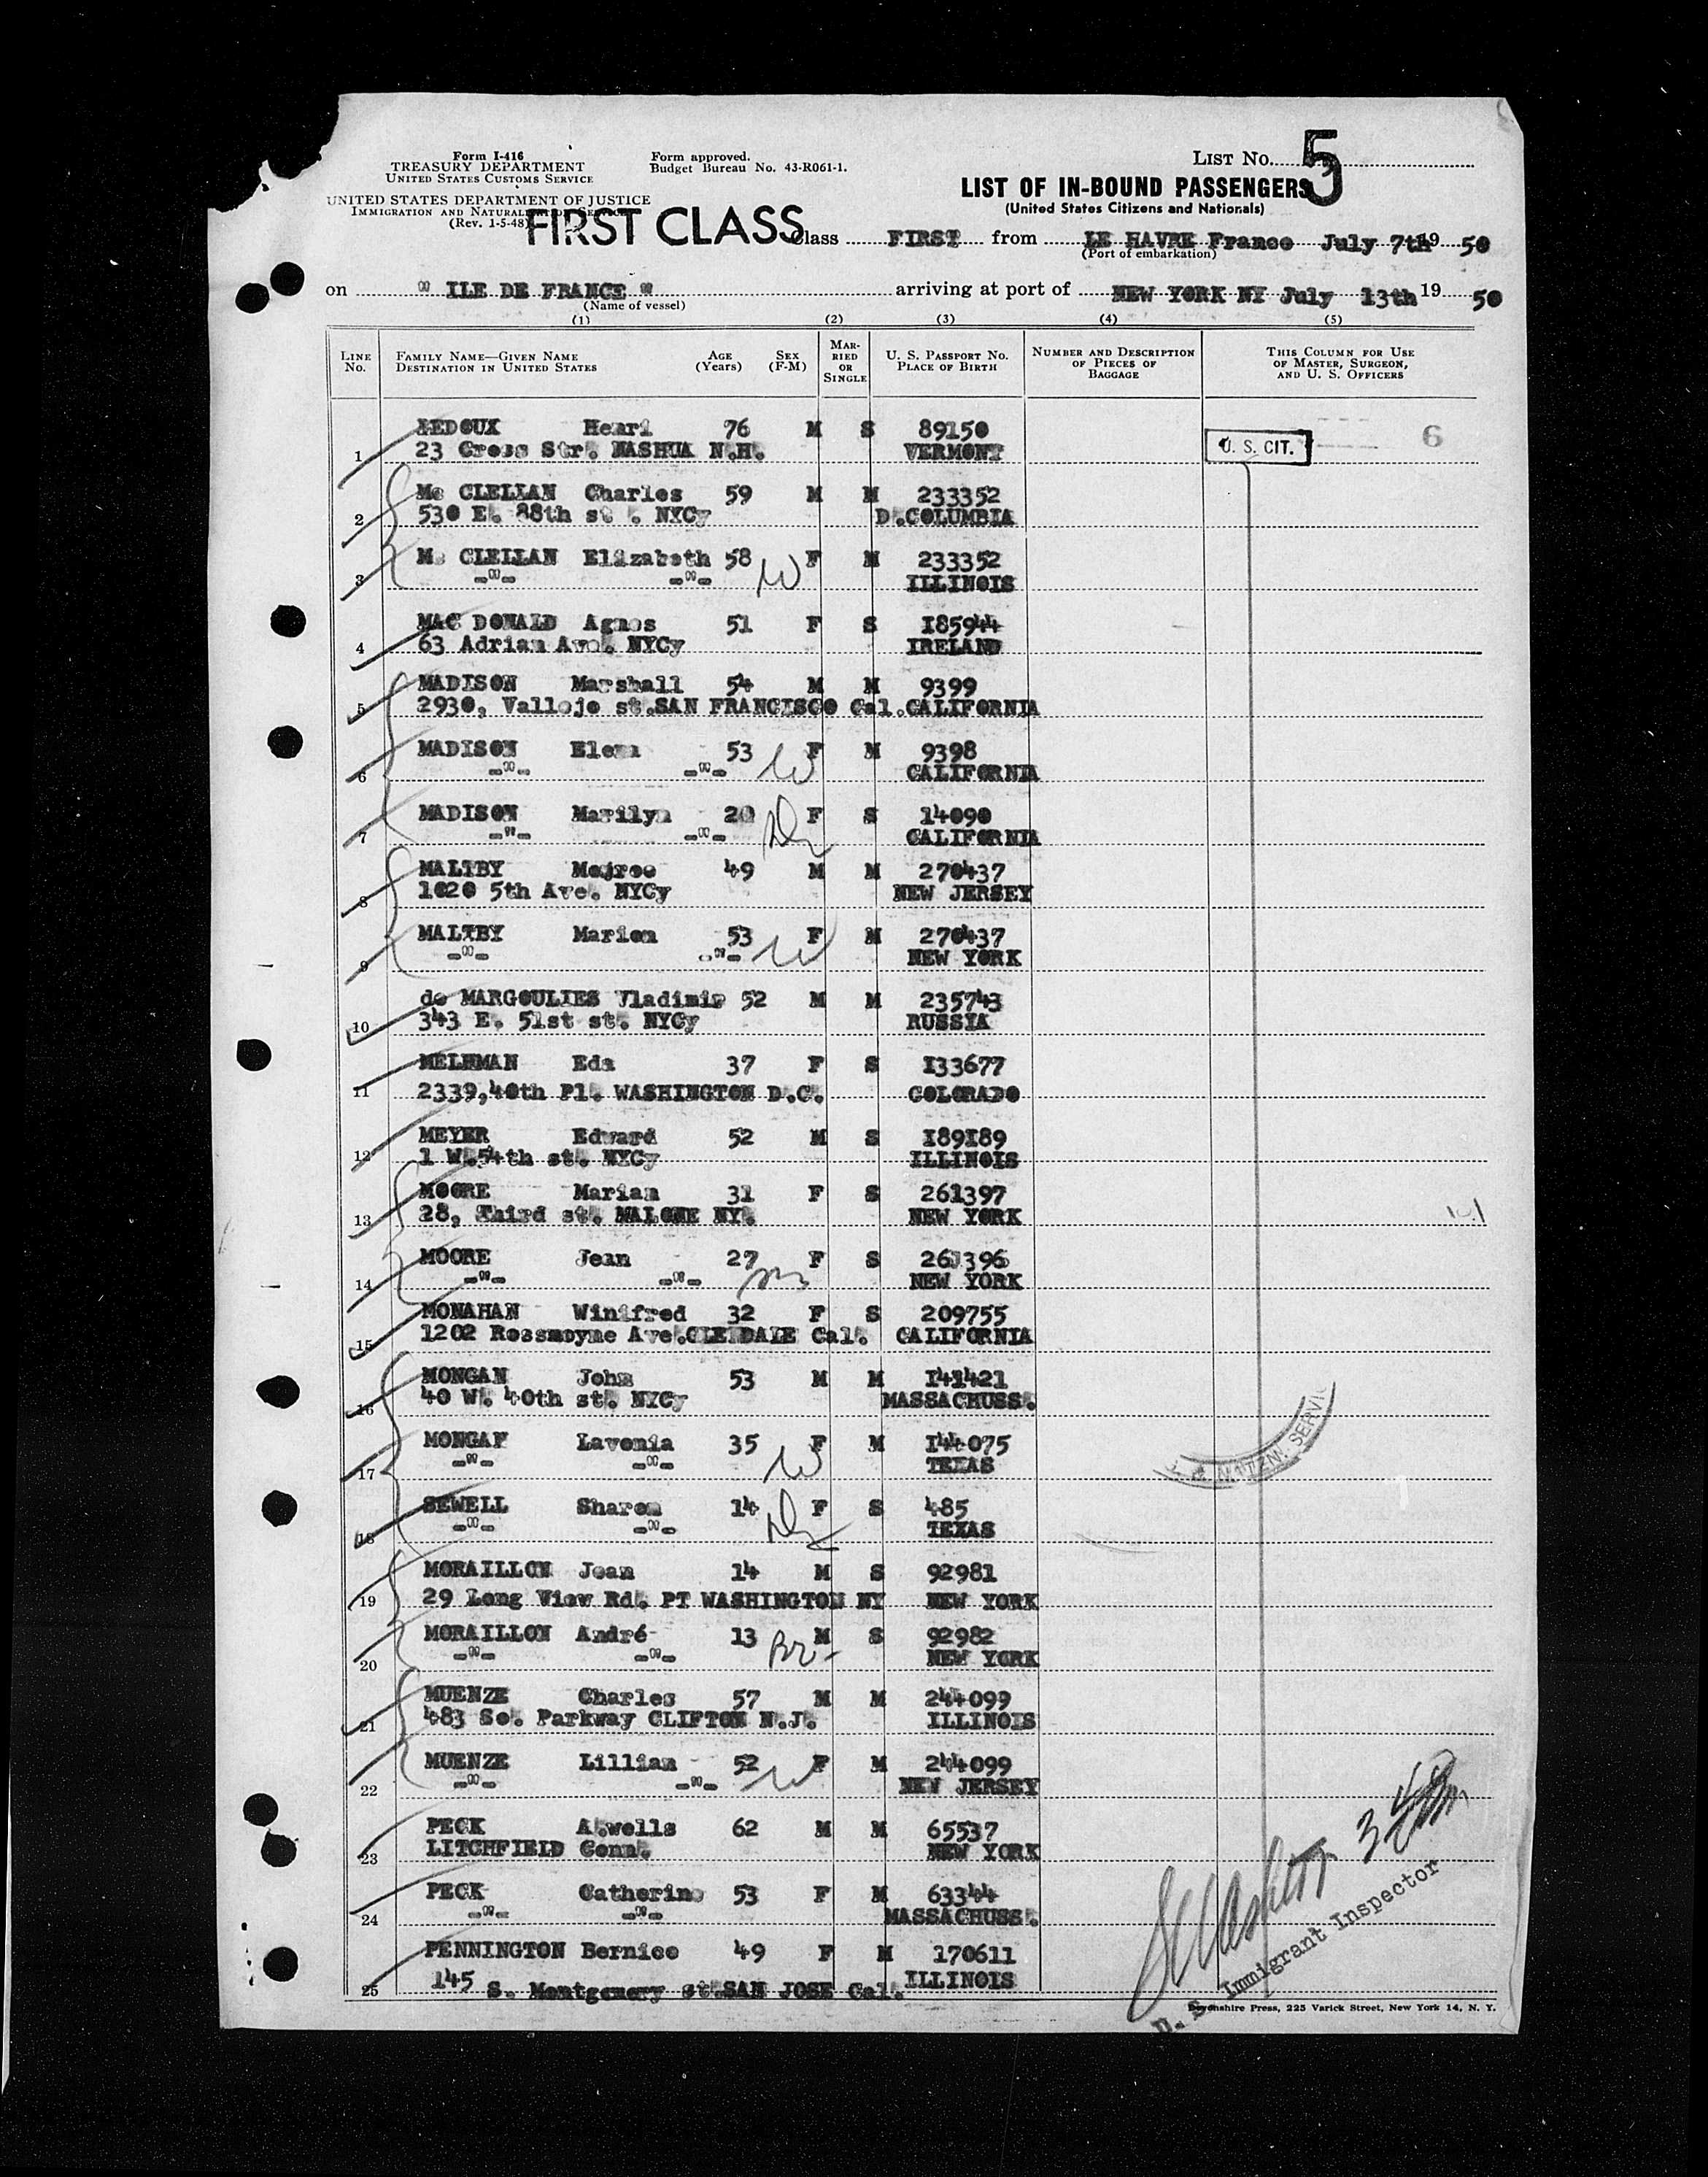 Form I-416
TREASURY DEPARTMENT
UNITED STATES CUSTOMS SERVICE
UNITED STATES DEPARTMENT OF JUSTICE
IMMIGRATION AND NATURALIZATION SERVICE
(Rev. 1-5-48)
Form approved.
Budget Bureau No. 43-R061-1.
LIST NO. 5
LIST OF IN-BOUND PASSENGERS
(United States Citizens and Nationals)
FIRST CLASS
Class FIRST from LE HAVRE France July 7th 19 50
(Port of embarkation)
on " ILE DE FRANCE " arriving at port of NEW YORK NY July 13th 19 50
(Name of vessel)
(1) (2) (3) (4) (5)
LINE NO. FAMILY NAME—GIVEN NAME DESTINATION IN UNITED STATES AGE (Years) SEX (F-M) MARRIED OR SINGLE U. S. PASSPORT NO. PLACE OF BIRTH NUMBER AND DESCRIPTION OF PIECES OF BAGGAGE THIS COLUMN FOR USE OF MASTER, SURGEON, AND U. S. OFFICERS
LEDOUX Henri 76 M S 89150 U. S. CIT. 6
1 23 Cross Str. NASHUA N.H. VERMONT
Mc CLELLAN Charles 59 M M 233352
2 530 E. 88th st . NYCy D.COLUMBIA
Mc CLELLAN Elizabeth 58 W F M 233352
3 -"- -"- ILLINOIS
MAC DONALD Agnes 51 F S I85944
4 63 Adrian Ave. NYCy IRELAND
MADISON Marshall 54 M M 9399
5 2930, Vallejo st.SAN FRANCISCO Cal.CALIFORNIA
MADISON Elena 53 W F M 9398
6 -"- -"- CALIFORNIA
MADISON Marilyn 20 F S 14090
7 -"- -"- CALIFORNIA
MALTBY 49 M M 270437
8 1020 5th Ave. NYCy NEW JERSEY
MALTBY Marion 53 W F M 270437
9 -"- -"- NEW YORK
de MARGOULIES Vladimir 52 M M 235743
10 343 E. 51st st. NYCy RUSSIA
Eda 37 F S I33677
11 2339,40th Pl. WASHINGTON D.C. COLORADO
MEYER Edward 52 M S I89I89
12 1 W.54th st. NYCy ILLINOIS
MOORE Marian 31 F S 261397
13 28, Third st. MALONE NY. NEW YORK
MOORE Jean 27 F S 261396
14 -"- -"- NEW YORK
MONAHAN Winifred 32 F S 209755
15 1202 Rossmoyne Ave.GLENDALE Cal. CALIFORNIA
MONGAN John 53 M M I41421
16 40 W. 40th st. NYCy MASSACHUSS.
MONGAN Lavonia 35 W F M I44075
17 -"- -"- TEXAS
SEWELL Sharon 14 F S 485
18 -"- -"- TEXAS
MORAILLON Jean 14 M S 92981
19 29 Long View Rd. PT WASHINGTON NY NEW YORK
MORAILLON André 13 M S 92982
20 -"- -"- NEW YORK
MUENZE Charles 57 M M 244099
21 483 So. Parkway CLIFTON N.J. ILLINOIS
MUENZE Lillian 52 W F M 244099
22 -"- -"- NEW JERSEY
PECK A.wells 62 M M 65537
23 LITCHFIELD Conn. NEW YORK
PECK Catherine 53 F M 63344
24 -"- -"- MASSACHUSS.
PENNINGTON Bernice 49 F M 170611
25 145 S. Montgomery st.SAN JOSE Cal. ILLINOIS
Immigrant Inspector
Devonshire Press, 225 Varick Street, New York 14, N. Y.